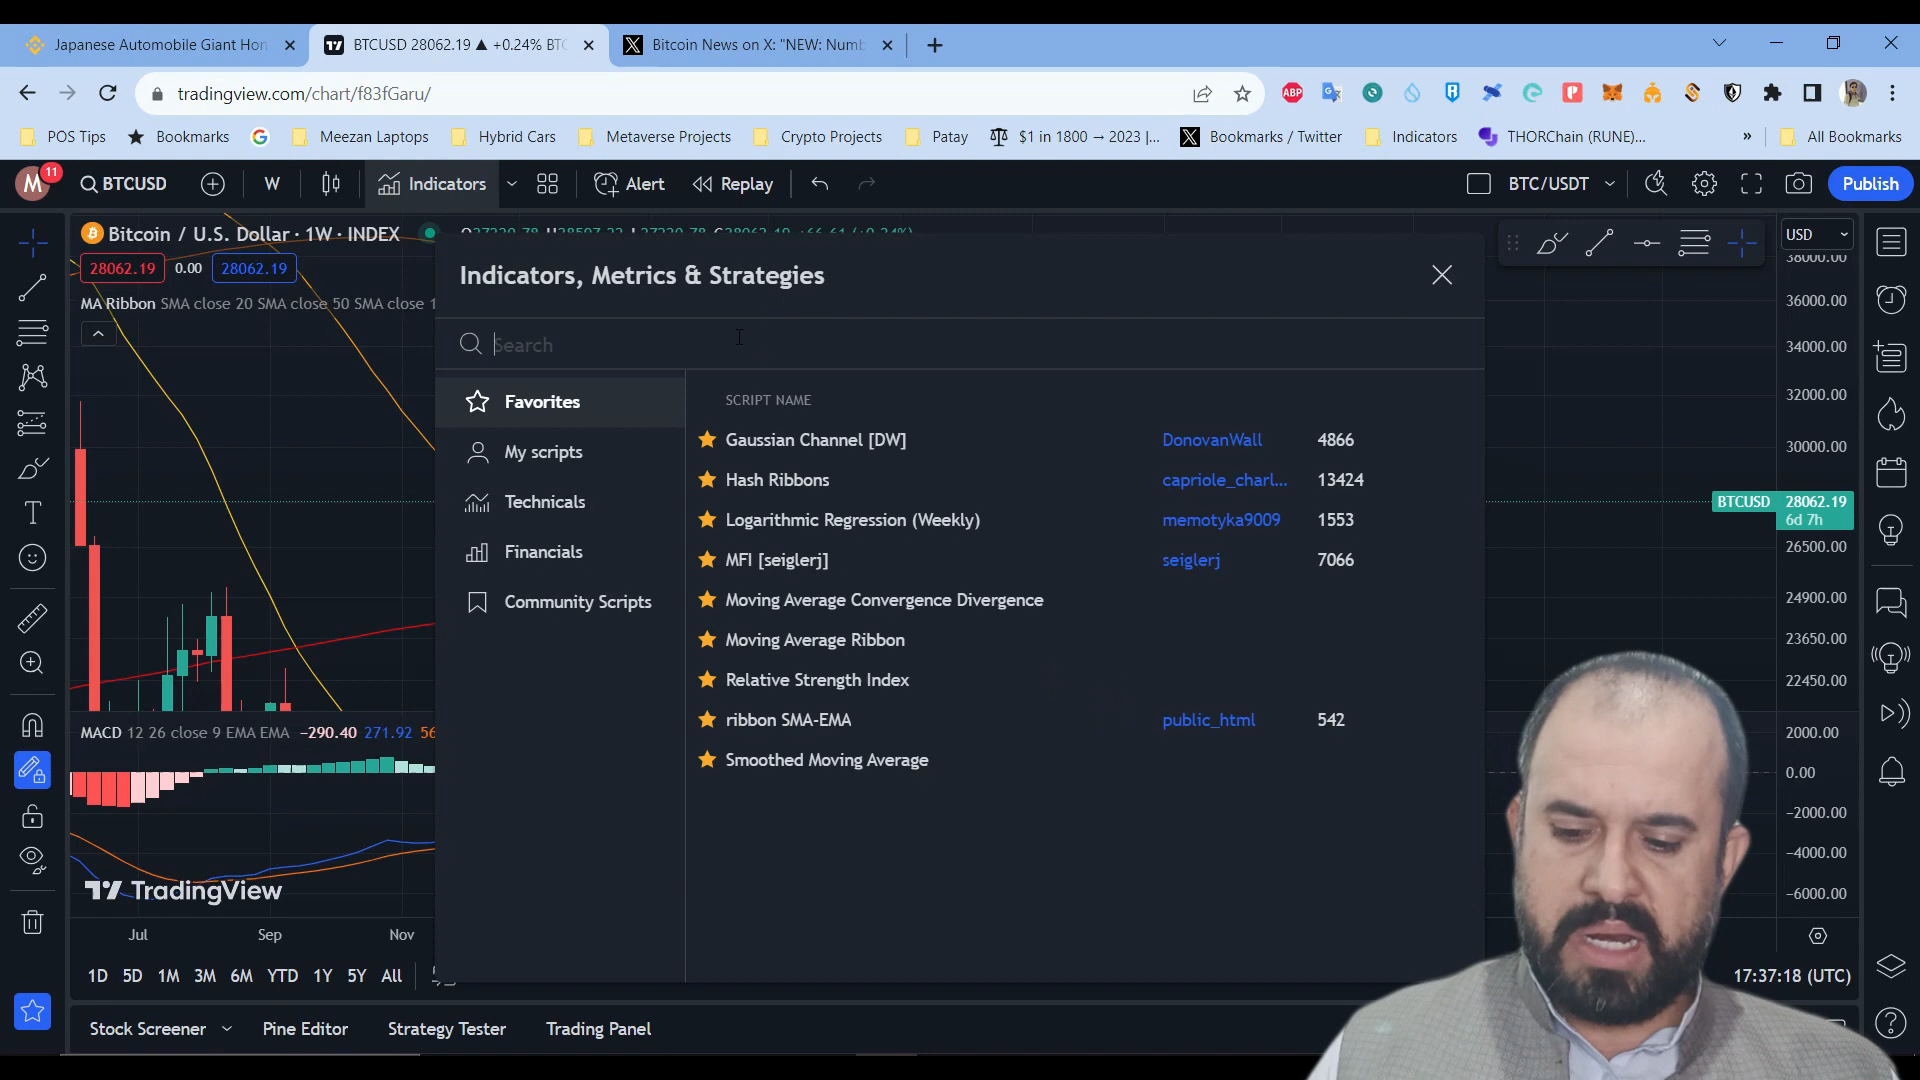 Japanese Automobile Giant Hon
BTCUSD 28062.19 ▲ +0.24% BTC
Bitcoin News on X: "NEW: Numb
tradingview.com/chart/f83fGaru/
ABP
POS Tips
Bookmarks
Meezan Laptops
Hybrid Cars
Metaverse Projects
Crypto Projects
Patay
$1 in 1800 → 2023 |...
Bookmarks / Twitter
Indicators
THORChain (RUNE)...
»
All Bookmarks
M
11
BTCUSD
W
Indicators
Alert
Replay
BTC/USDT
Publish
Bitcoin / U.S. Dollar · 1W · INDEX
USD
28062.19
0.00
28062.19
MA Ribbon SMA close 20 SMA close 50 SMA close 1
Indicators, Metrics & Strategies
Search
Favorites
My scripts
Technicals
Financials
Community Scripts
SCRIPT NAME
Gaussian Channel [DW] DonovanWall 4866
Hash Ribbons capriole_charl... 13424
Logarithmic Regression (Weekly) memotyka9009 1553
MFI [seiglerj] seiglerj 7066
Moving Average Convergence Divergence
Moving Average Ribbon
Relative Strength Index
ribbon SMA-EMA public_html 542
Smoothed Moving Average
38000.00
36000.00
34000.00
32000.00
30000.00
BTCUSD 28062.19
6d 7h
26500.00
24900.00
23650.00
22450.00
2000.00
0.00
−2000.00
−4000.00
−6000.00
MACD 12 26 close 9 EMA EMA −290.40 271.92 56
TradingView
Jul
Sep
Nov
1D 5D 1M 3M 6M YTD 1Y 5Y All
17:37:18 (UTC)
Stock Screener
Pine Editor
Strategy Tester
Trading Panel